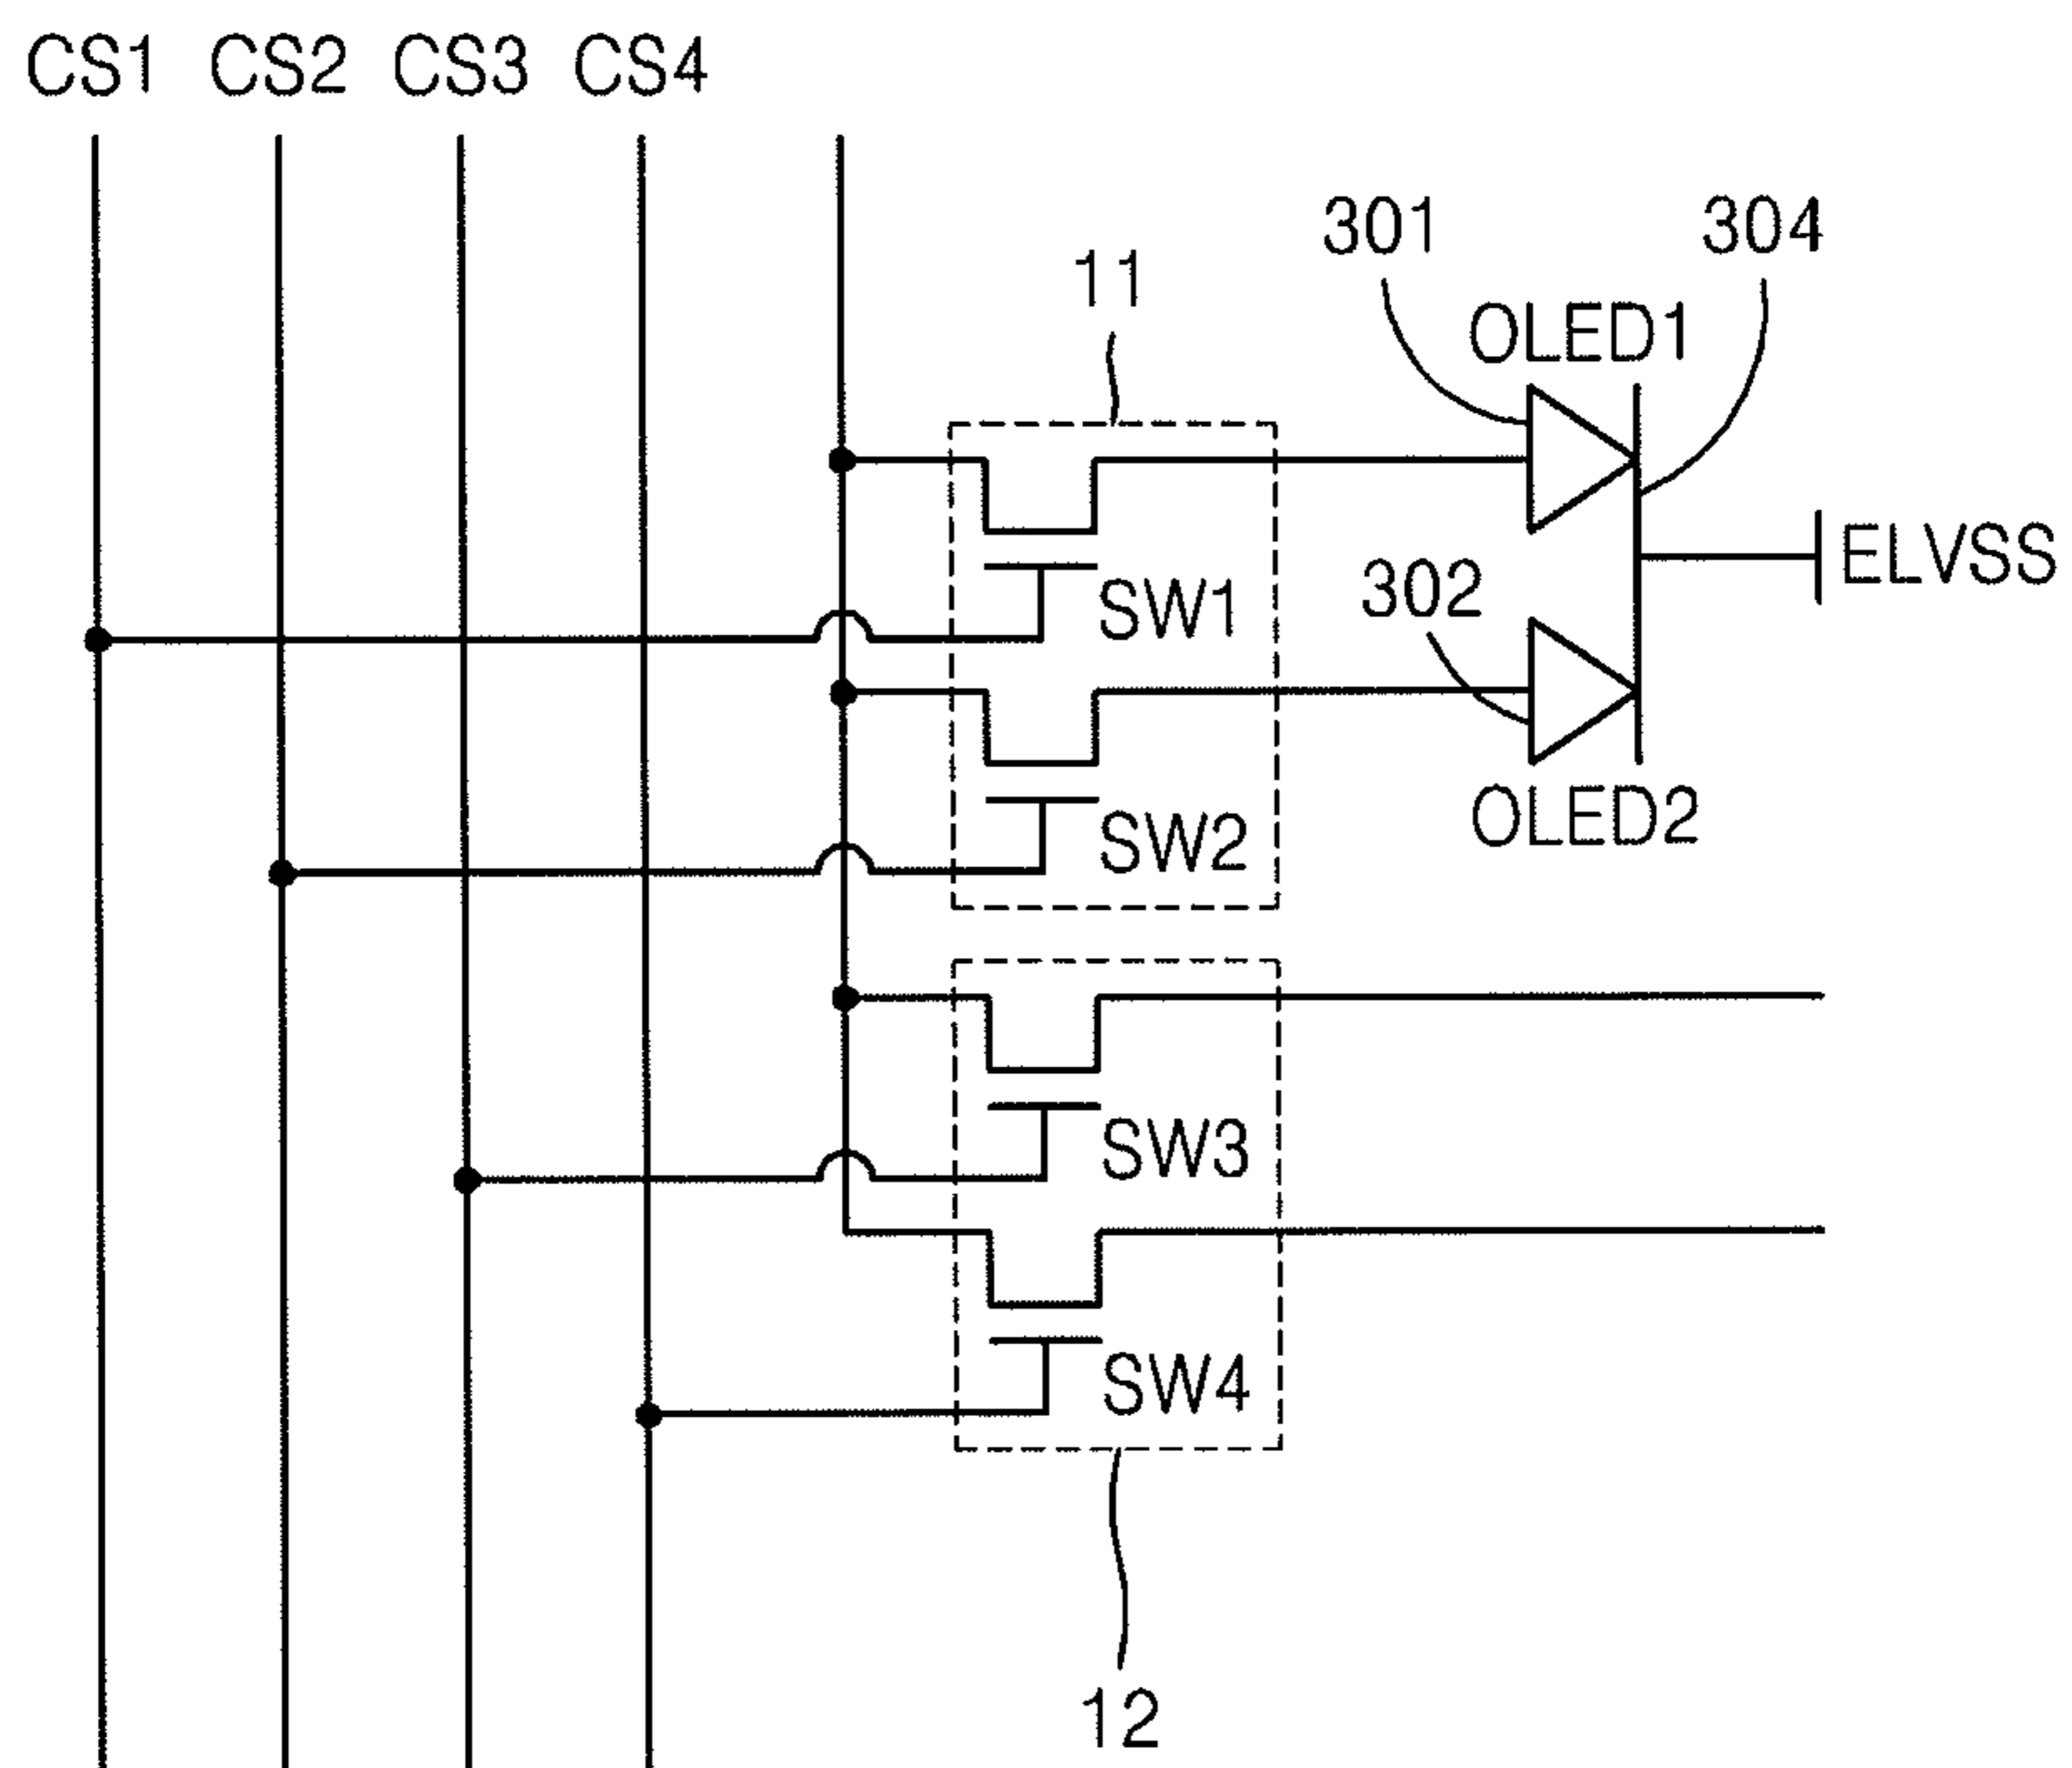 CS1 CS2 CS3 CS4
301 304
11
OLED1
ELVSS
302
SW1
OLED2
SW2
SW3
SW4
12